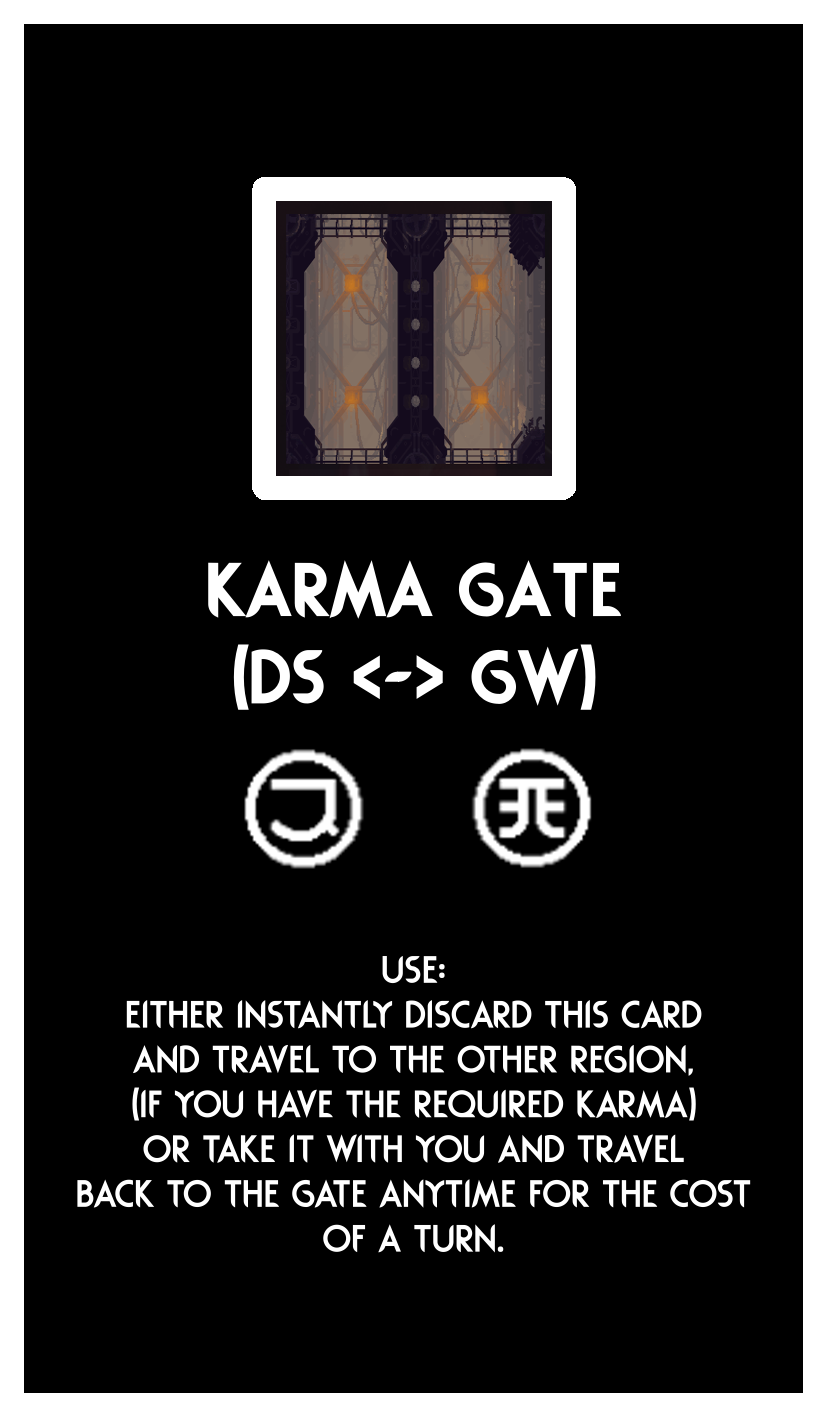 KARMA GATE
(DS <-> GW)
USE:
EITHER INSTANTLY DISCARD THIS CARD
AND TRAVEL TO THE OTHER REGION,
(IF YOU HAVE THE REQUIRED KARMA)
OR TAKE IT WITH YOU AND TRAVEL
BACK TO THE GATE ANYTIME FOR THE COST
OF A TURN.